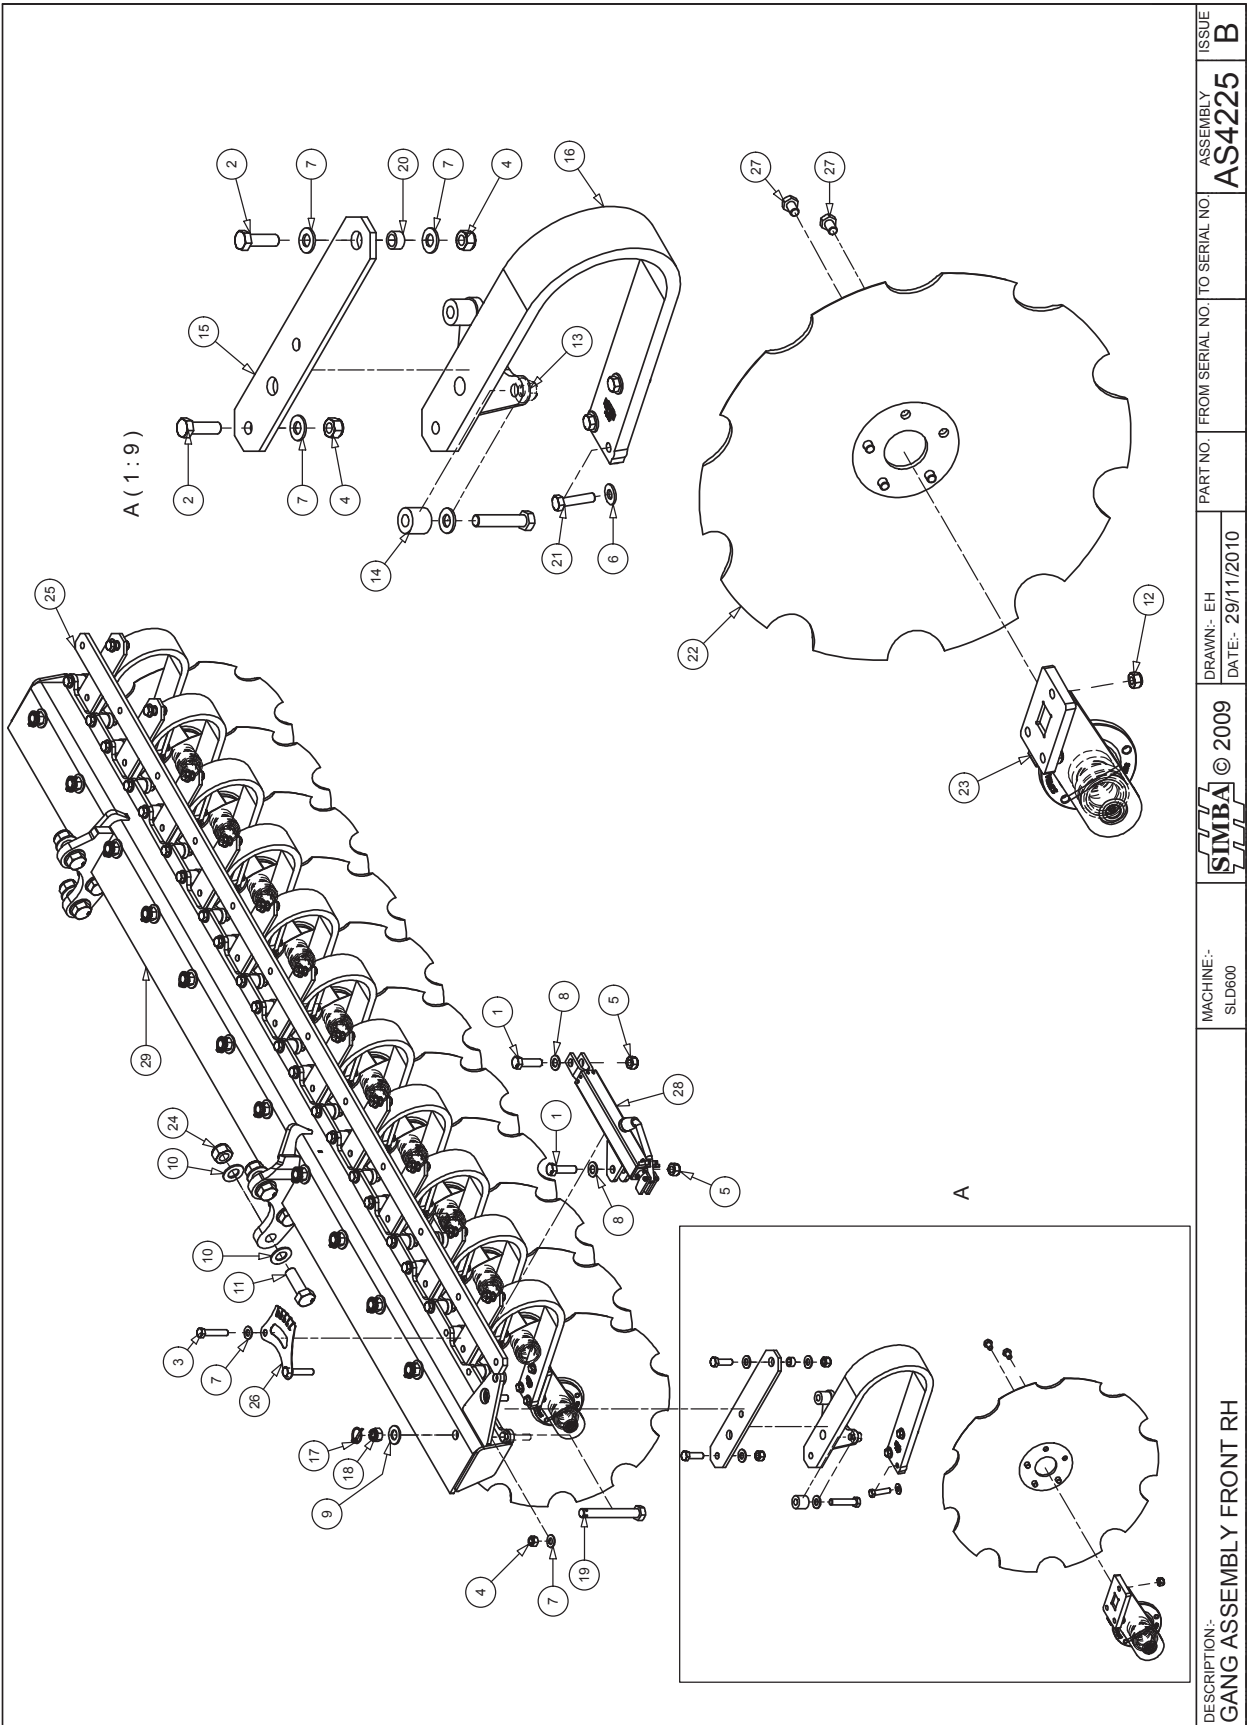 A ( 1 : 9 )
2
7
20
7
4
16
15
2
7
4
13
14
21
6
27
27
22
12
23
25
29
24
10
10
11
3
7
26
17
18
9
4
7
19
1
8
5
28
1
8
5
A
DESCRIPTION:-
GANG ASSEMBLY FRONT RH
MACHINE:-
SLD600
SIMBA © 2009
DRAWN:- EH
DATE:- 29/11/2010
PART NO.
FROM SERIAL NO.
TO SERIAL NO.
ASSEMBLY
AS4225
ISSUE
B